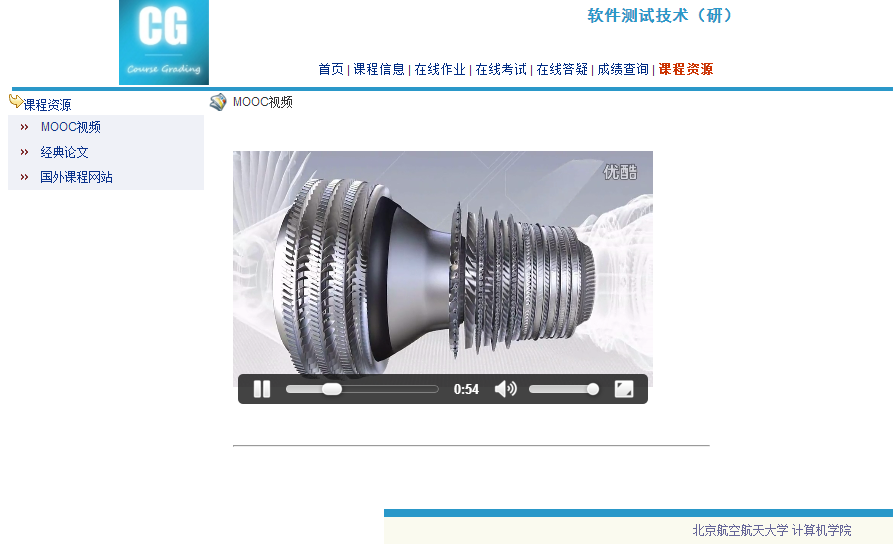 CG
Course Grading
软件测试技术（研）
首页 | 课程信息 | 在线作业 | 在线考试 | 在线答疑 | 成绩查询 | 课程资源
课程资源
MOOC视频
经典论文
国外课程网站
MOOC视频
优酷
0:54
北京航空航天大学 计算机学院